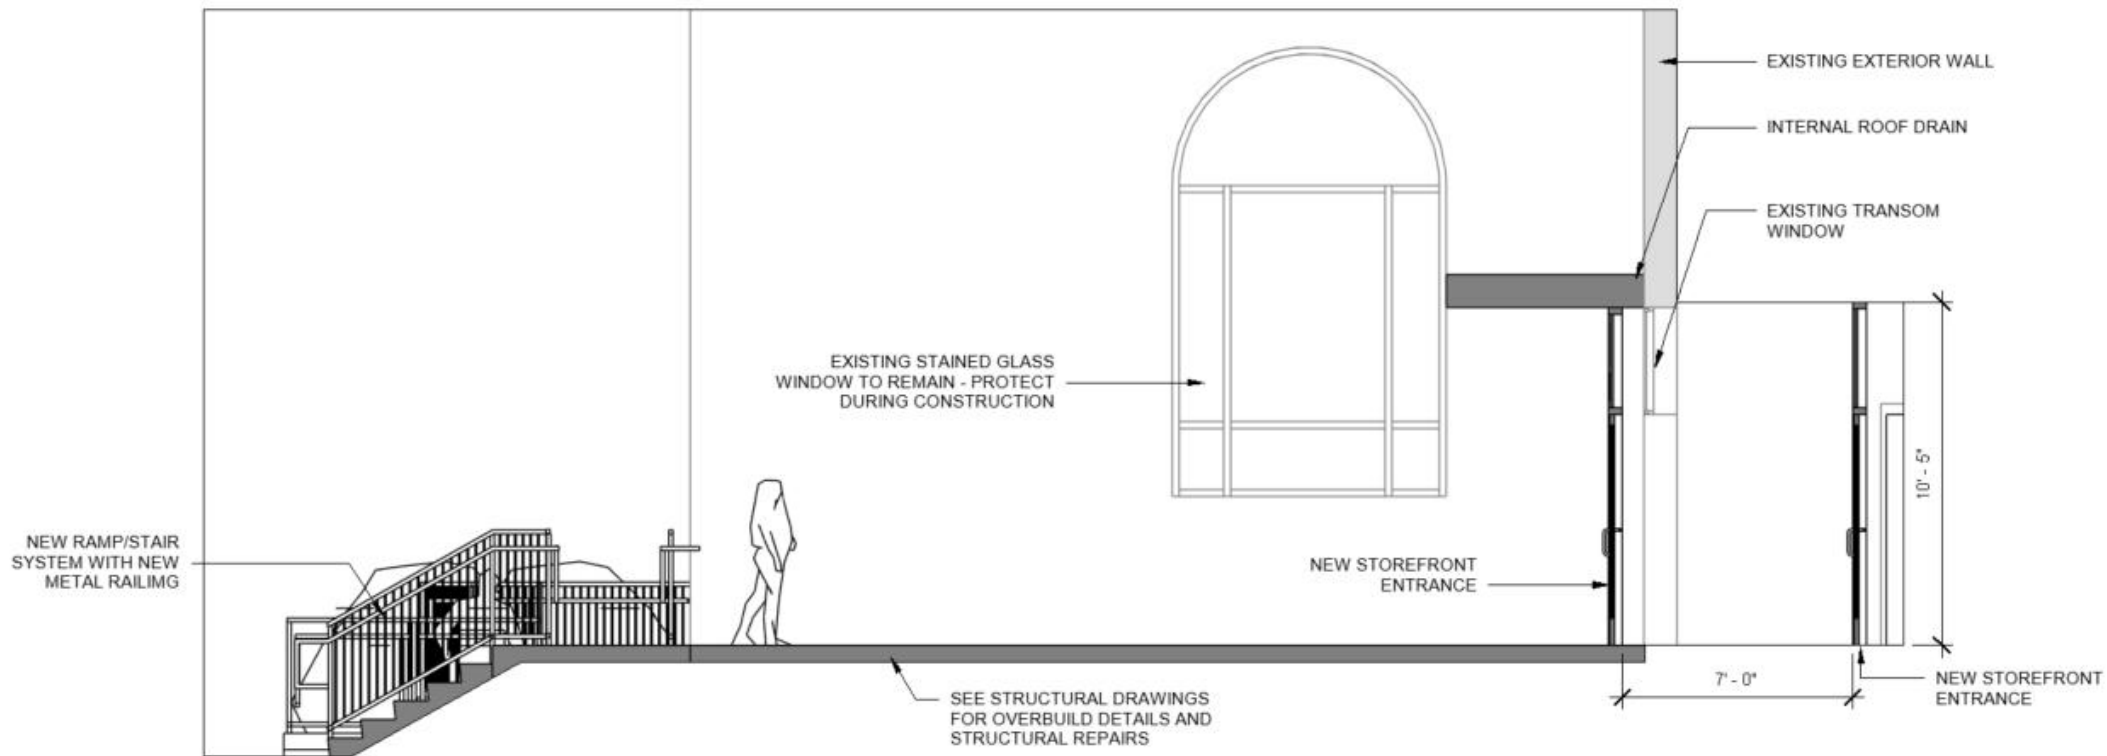 EXISTING EXTERIOR WALL
INTERNAL ROOF DRAIN
EXISTING TRANSOM
WINDOW
EXISTING STAINED GLASS
WINDOW TO REMAIN - PROTECT
DURING CONSTRUCTION
10' - 5"
NEW RAMP/STAIR
SYSTEM WITH NEW
METAL RAILIMG
NEW STOREFRONT
ENTRANCE
7' - 0"
NEW STOREFRONT
ENTRANCE
SEE STRUCTURAL DRAWINGS
FOR OVERBUILD DETAILS AND
STRUCTURAL REPAIRS